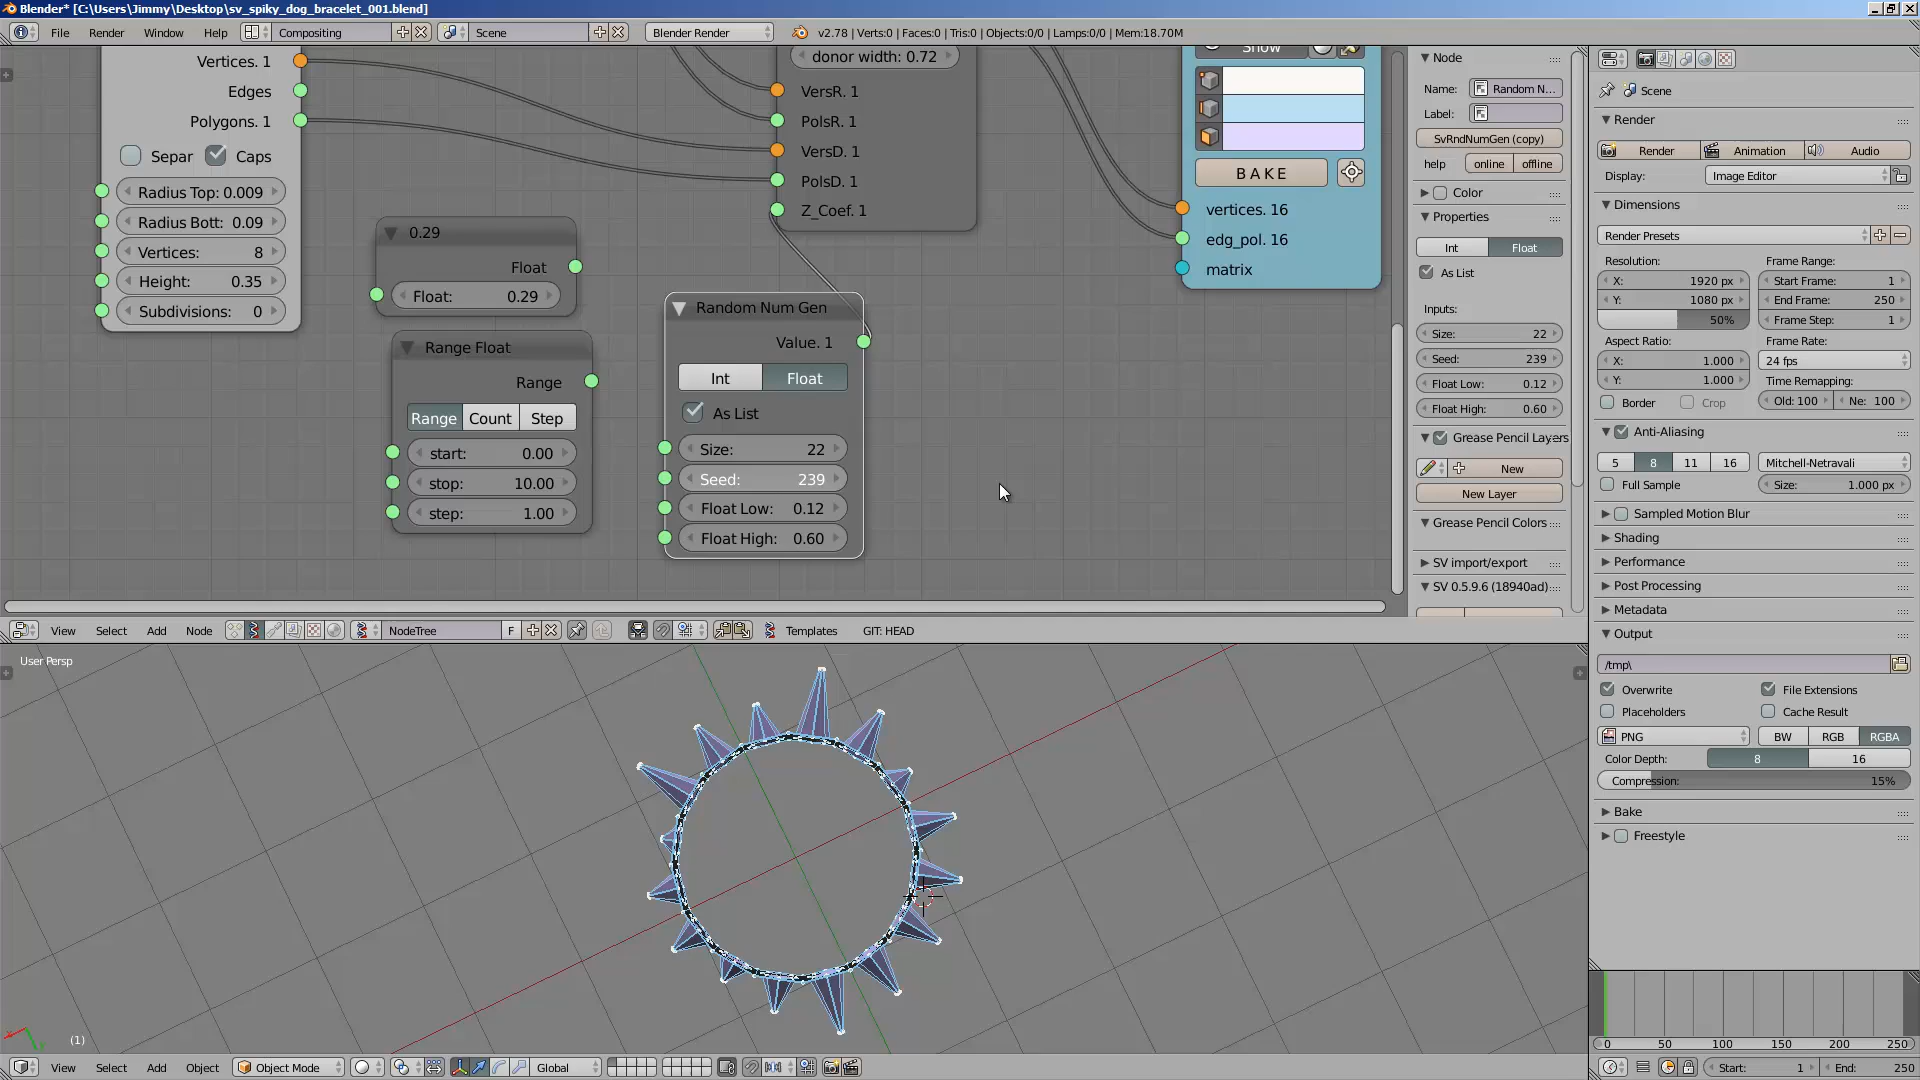 Blender* [C:\Users\Jimmy\Desktop\sv_spiky_dog_bracelet_001.blend]
File Render Window Help Compositing Scene Blender Render v2.78 | Verts:0 | Faces:0 | Tris:0 | Objects:0/0 | Lamps:0/0 | Mem:18.70M
Vertices. 1
Edges
Polygons. 1
Separ Caps
Radius Top: 0.009
Radius Bott: 0.09
Vertices: 8
Height: 0.35
Subdivisions: 0
0.29
Float
Float: 0.29
Range Float
Range
Range Count Step
start: 0.00
stop: 10.00
step: 1.00
donor width: 0.72
VersR. 1
PolsR. 1
VersD. 1
PolsD. 1
Z_Coef. 1
Random Num Gen
Value. 1
Int Float
As List
Size: 22
Seed: 239
Float Low: 0.12
Float High: 0.60
Show
BAKE
vertices. 16
edg_pol. 16
matrix
Node
Name: Random N...
Label:
SvRndNumGen (copy)
help online offline
Color
Properties
Int Float
As List
Inputs:
Size: 22
Seed: 239
Float Low: 0.12
Float High: 0.60
Grease Pencil Layers
New
New Layer
Grease Pencil Colors
SV import/export
SV 0.5.9.6 (18940ad)
Scene
Render
Render Animation Audio
Display: Image Editor
Dimensions
Render Presets
Resolution: Frame Range:
X: 1920 px Start Frame: 1
Y: 1080 px End Frame: 250
50% Frame Step: 1
Aspect Ratio: Frame Rate:
X: 1.000 24 fps
Y: 1.000 Time Remapping:
Border Crop Old: 100 Ne: 100
Anti-Aliasing
5 8 11 16 Mitchell-Netravali
Full Sample Size: 1.000 px
Sampled Motion Blur
Shading
Performance
Post Processing
Metadata
Output
/tmp\
Overwrite File Extensions
Placeholders Cache Result
PNG BW RGB RGBA
Color Depth: 8 16
Compression: 15%
Bake
Freestyle
View Select Add Node NodeTree F Templates GIT: HEAD
User Persp
(1)
View Select Add Object Object Mode Global
0 50 100 150 200 250
Start: 1 End: 250